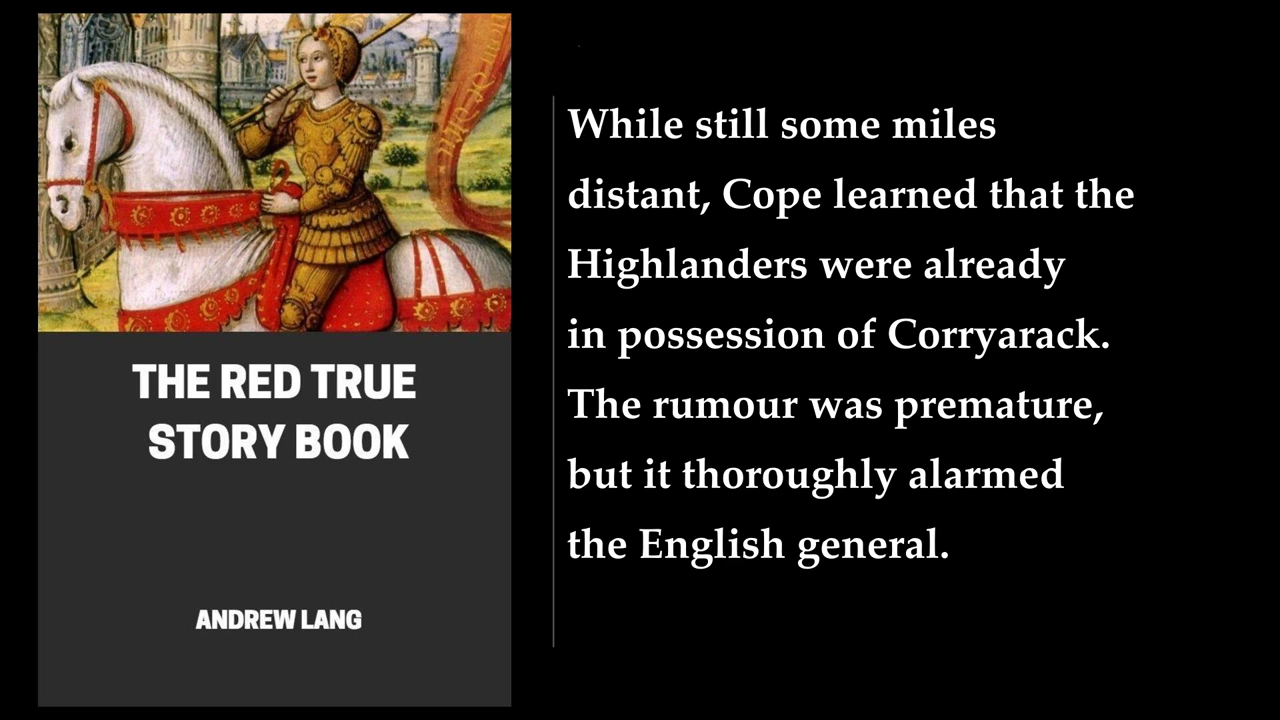 THE RED TRUE
STORY BOOK
ANDREW LANG
While still some miles
distant, Cope learned that the
Highlanders were already
in possession of Corryarack.
The rumour was premature,
but it thoroughly alarmed
the English general.